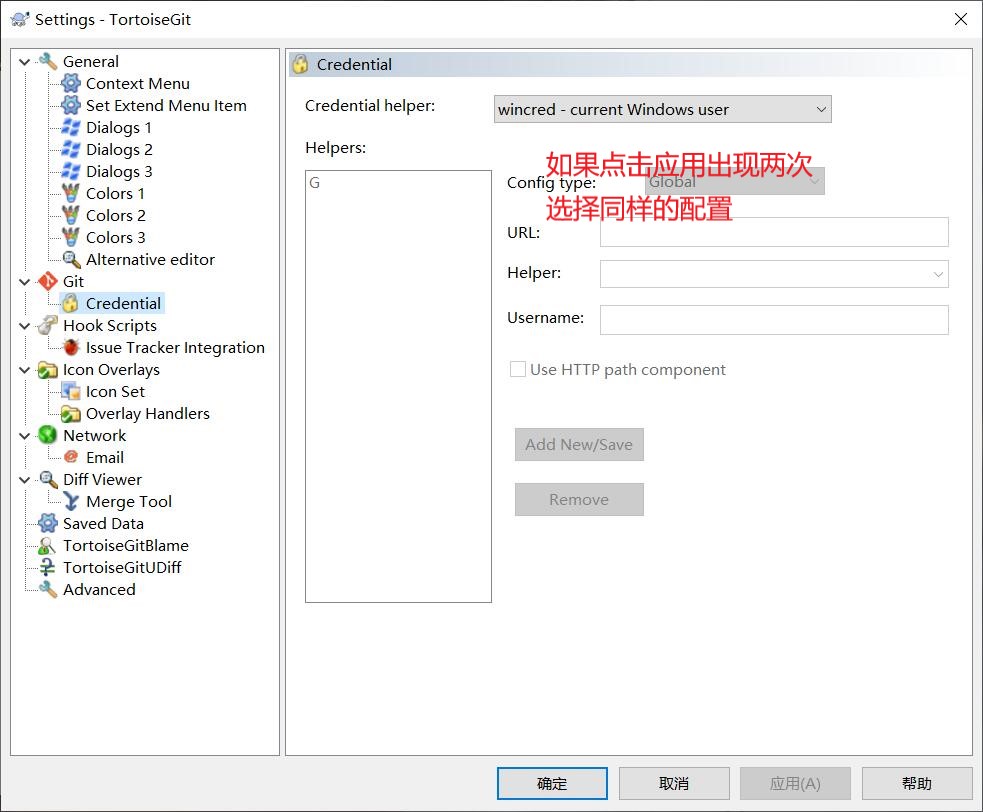 Settings - TortoiseGit
General
Context Menu
Set Extend Menu Item
Dialogs 1
Dialogs 2
Dialogs 3
Colors 1
Colors 2
Colors 3
Alternative editor
Git
Credential
Hook Scripts
Issue Tracker Integration
Icon Overlays
Icon Set
Overlay Handlers
Network
Email
Diff Viewer
Merge Tool
Saved Data
TortoiseGitBlame
TortoiseGitUDiff
Advanced
Credential
Credential helper:
wincred - current Windows user
Helpers:
G
如果点击应用出现两次
Config type:
Global
选择同样的配置
URL:
Helper:
Username:
Use HTTP path component
Add New/Save
Remove
确定
取消
应用(A)
帮助